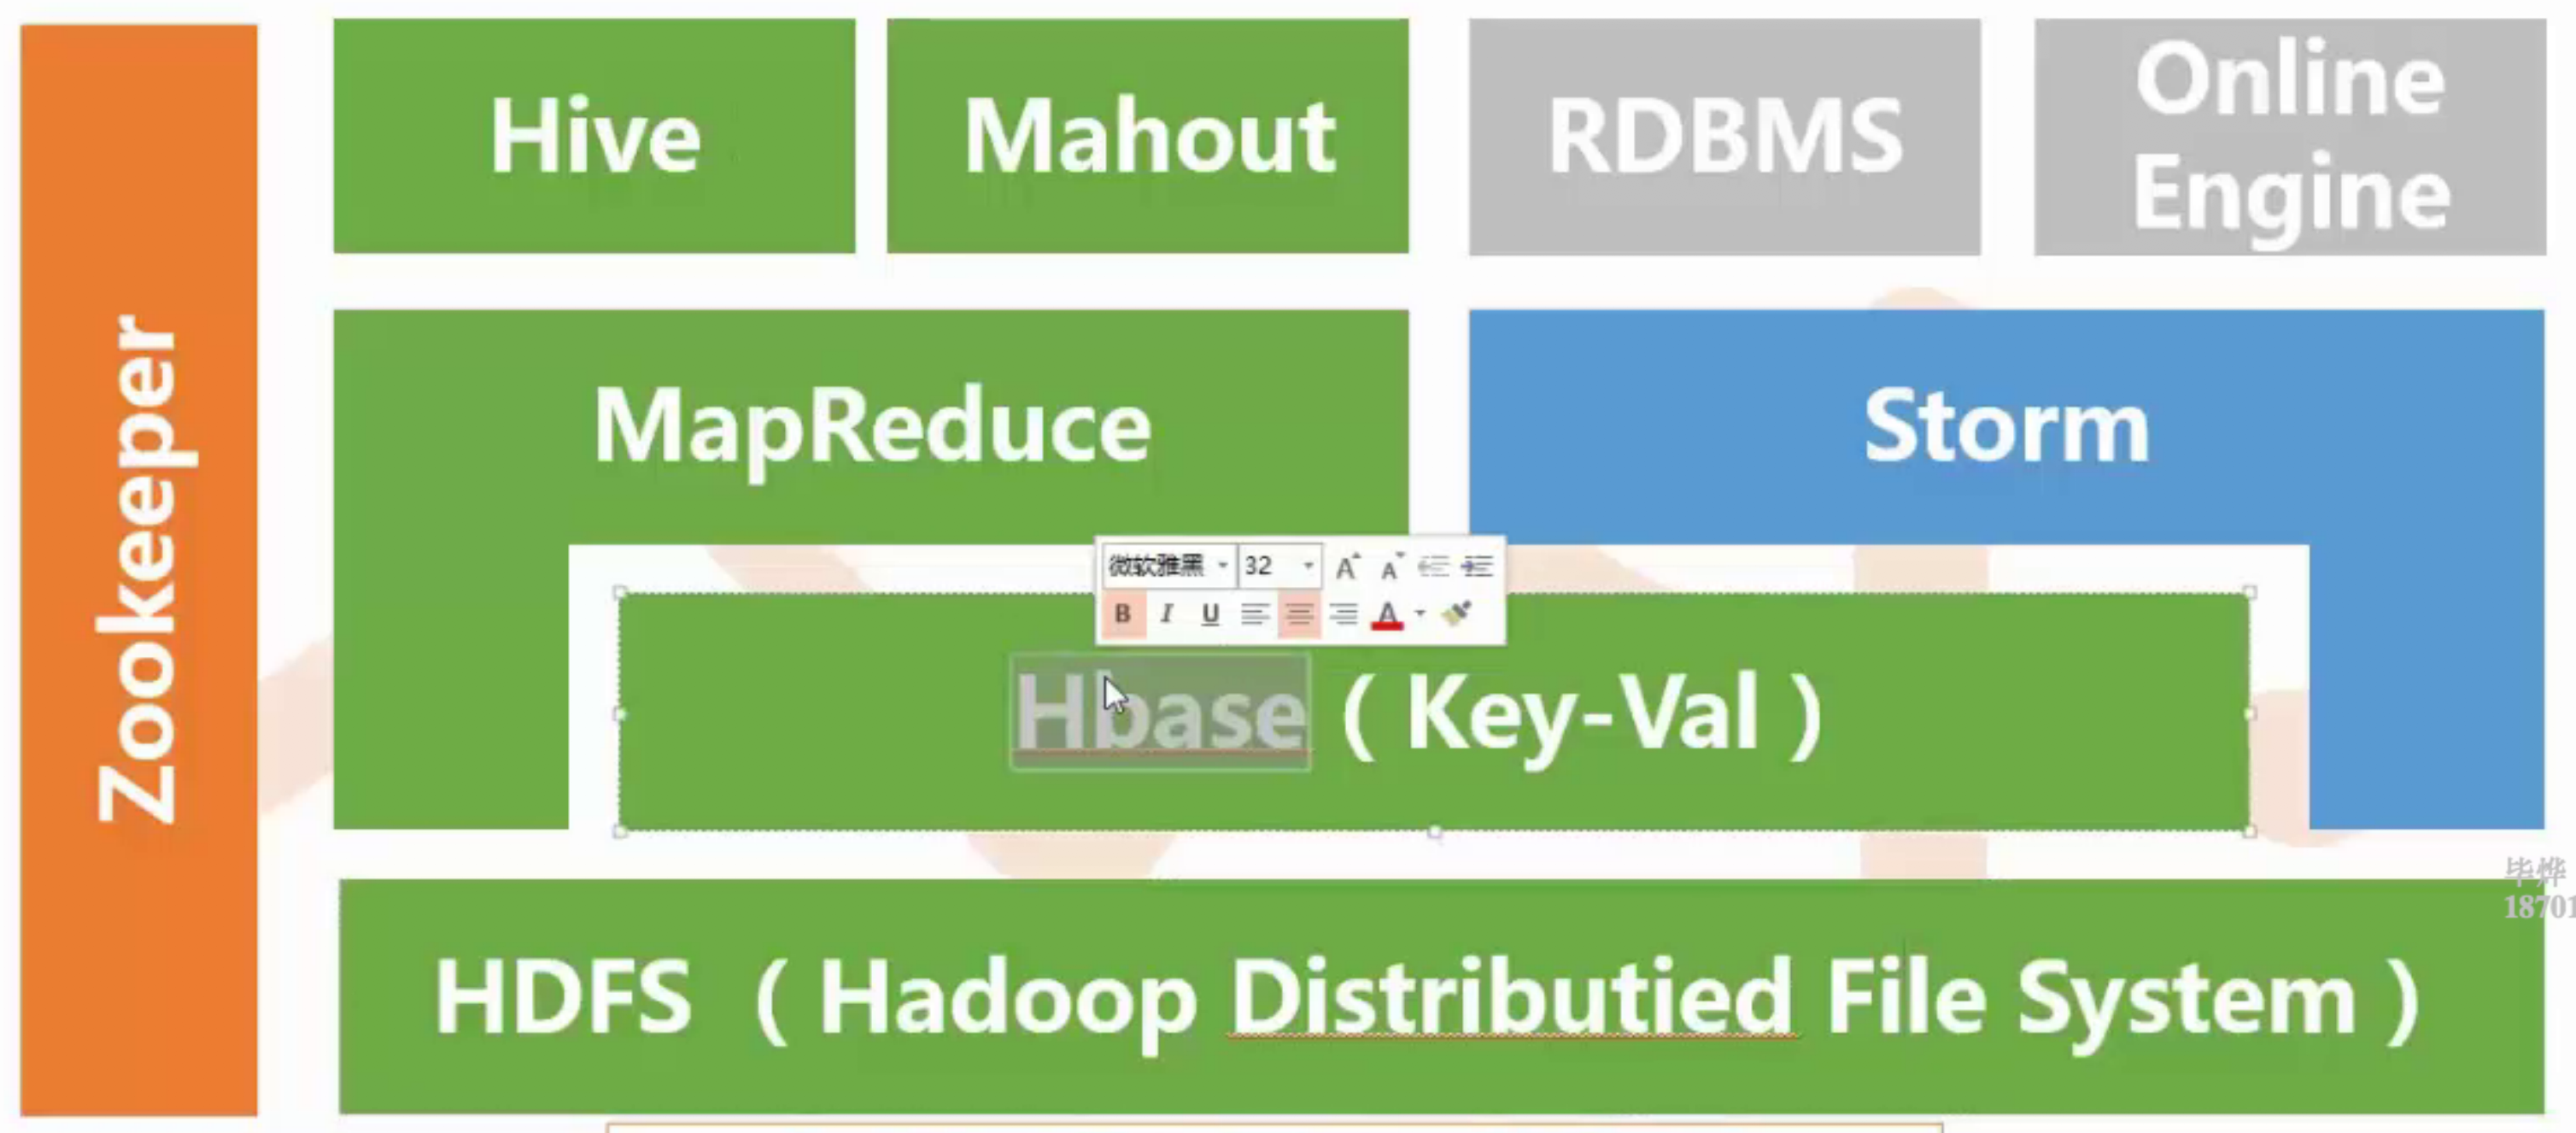 Zookeeper
Hive
Mahout
RDBMS
Online
Engine
MapReduce
Storm
微软雅黑 32
B I U A
Hbase ( Key-Val )
毕烨
18701
HDFS ( Hadoop Distributied File System )